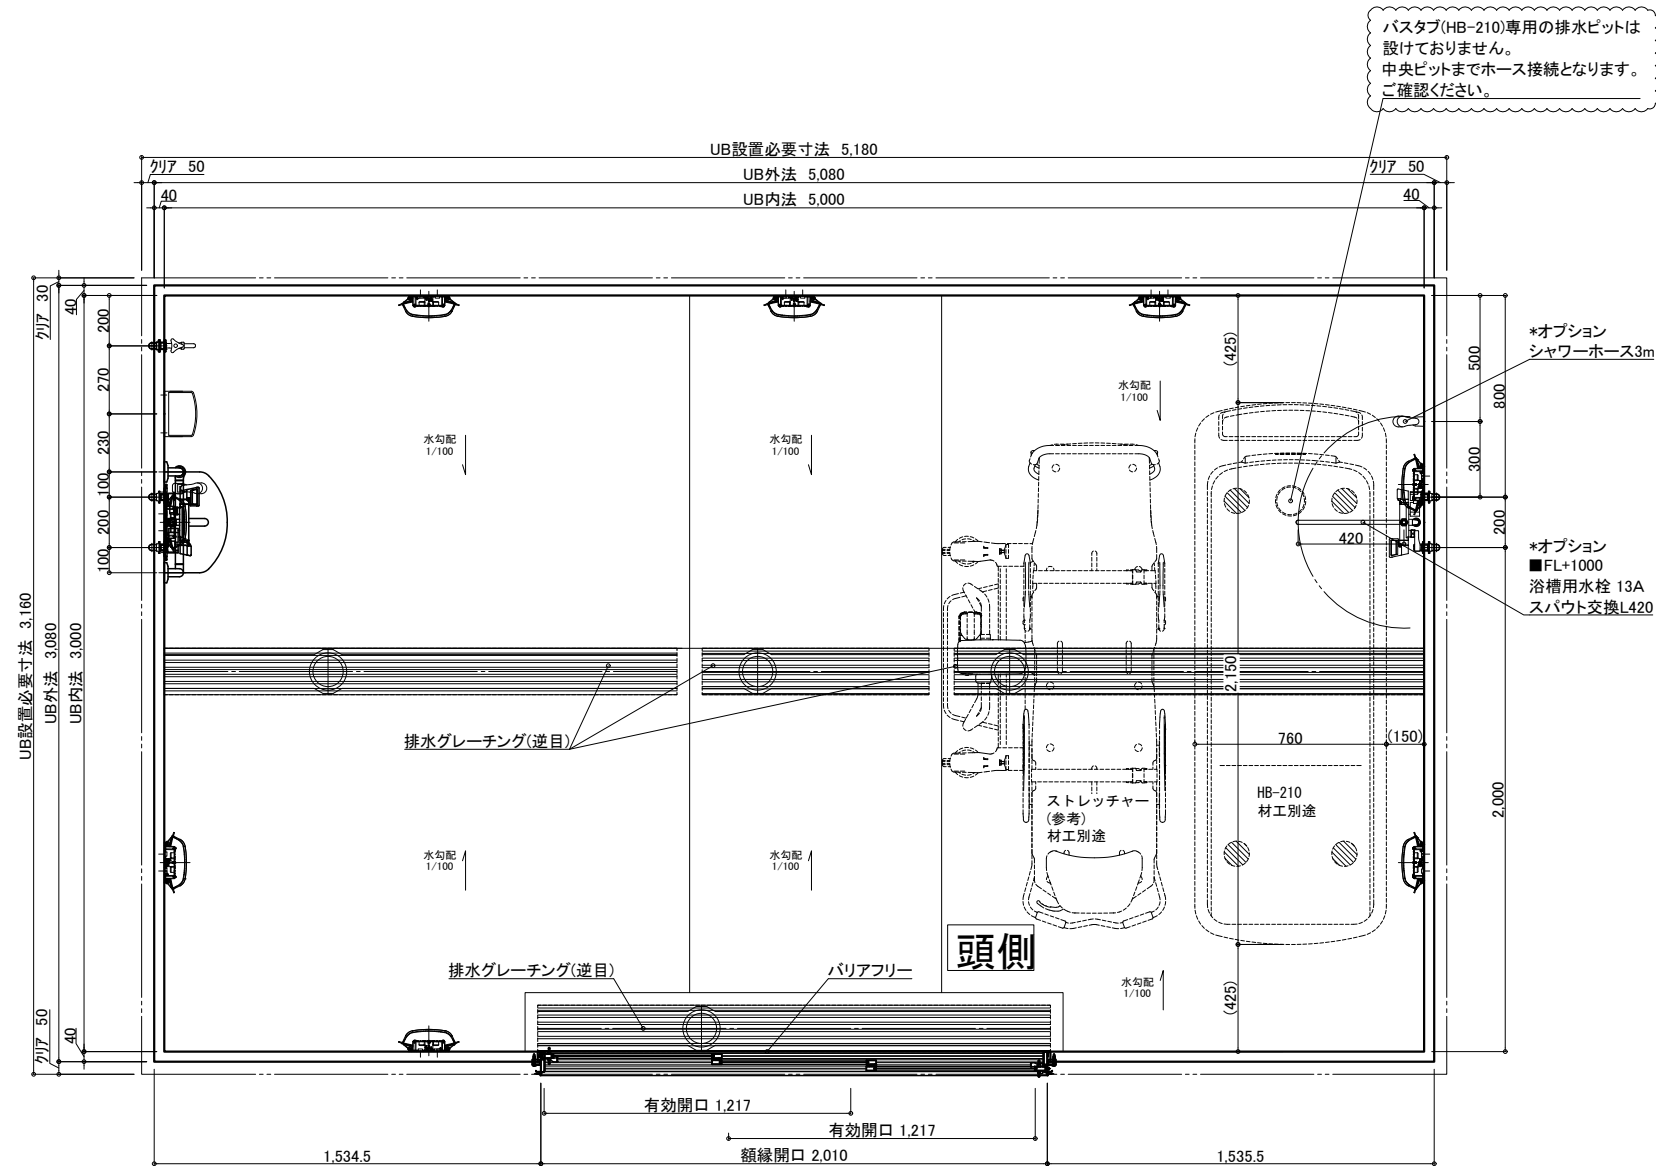 バスタブ(HB-210)専用の排水ピットは
設けておりません。
中央ピットまでホース接続となります。
ご確認ください。
UB設置必要寸法 5,180
クリア 50
UB外法 5,080
クリア 50
40
UB内法 5,000
40
クリア 30
40
200
270
230
100
200
100
UB設置必要寸法 3,160
UB外法 3,080
UB内法 3,000
クリア 50
40
水勾配
1/100
水勾配
1/100
水勾配
1/100
(425)
500
800
300
200
*オプション
シャワーホース3m
420
*オプション
■FL+1000
浴槽用水栓 13A
スパウト交換L420
2,150
排水グレーチング(逆目)
760
(150)
ストレッチャー
(参考)
材工別途
HB-210
材工別途
2,000
水勾配
1/100
水勾配
1/100
頭側
水勾配
1/100
(425)
排水グレーチング(逆目)
バリアフリー
有効開口 1,217
有効開口 1,217
1,534.5
額縁開口 2,010
1,535.5